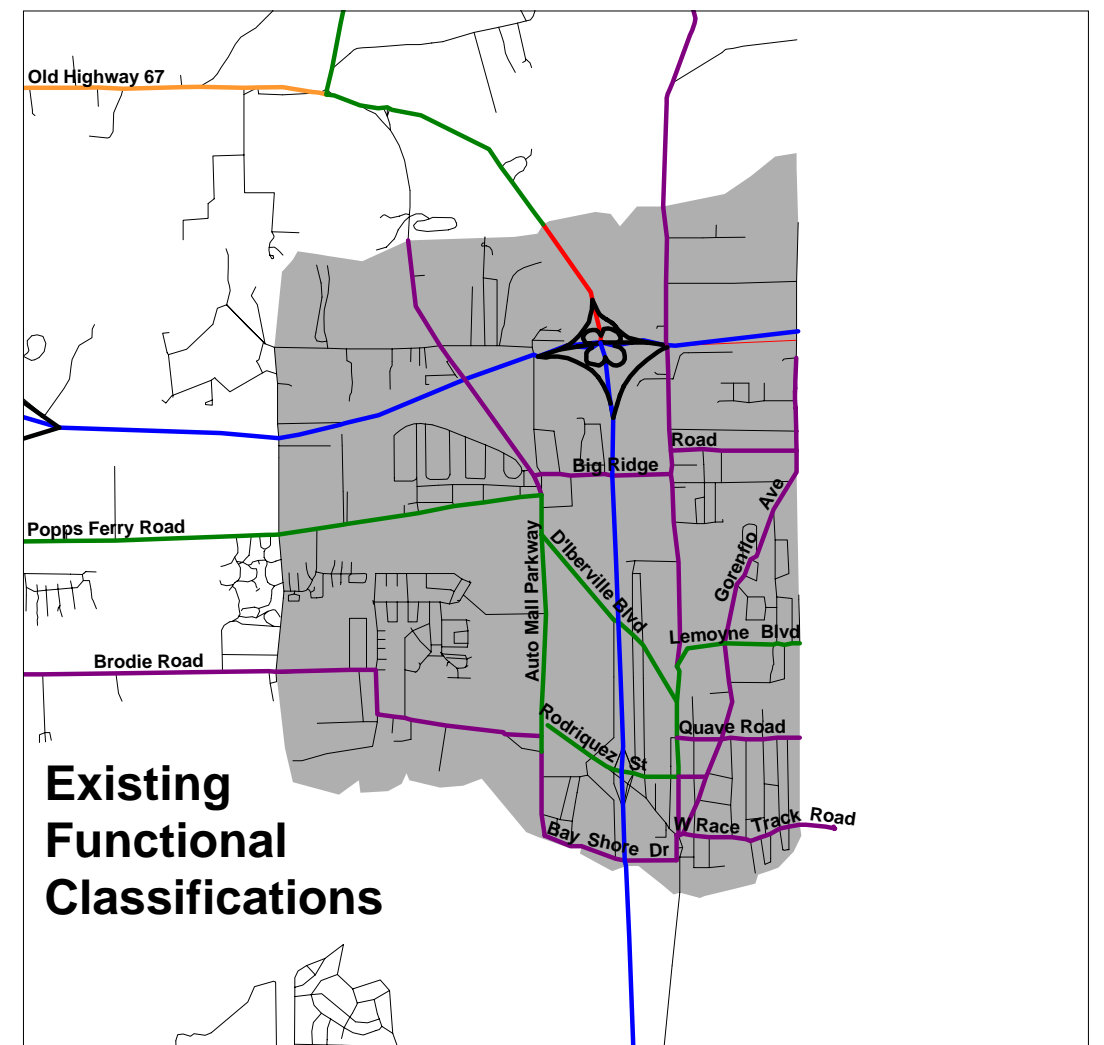 Old Highway 67
Road
Big Ridge
Ave
Popps Ferry Road
Auto Mall Parkway
D'Iberville Blvd
Gorenflo
Lemoyne Blvd
Brodie Road
Rodriquez St
Quave Road
Existing
Functional
Classifications
W Race Track Road
Bay Shore Dr